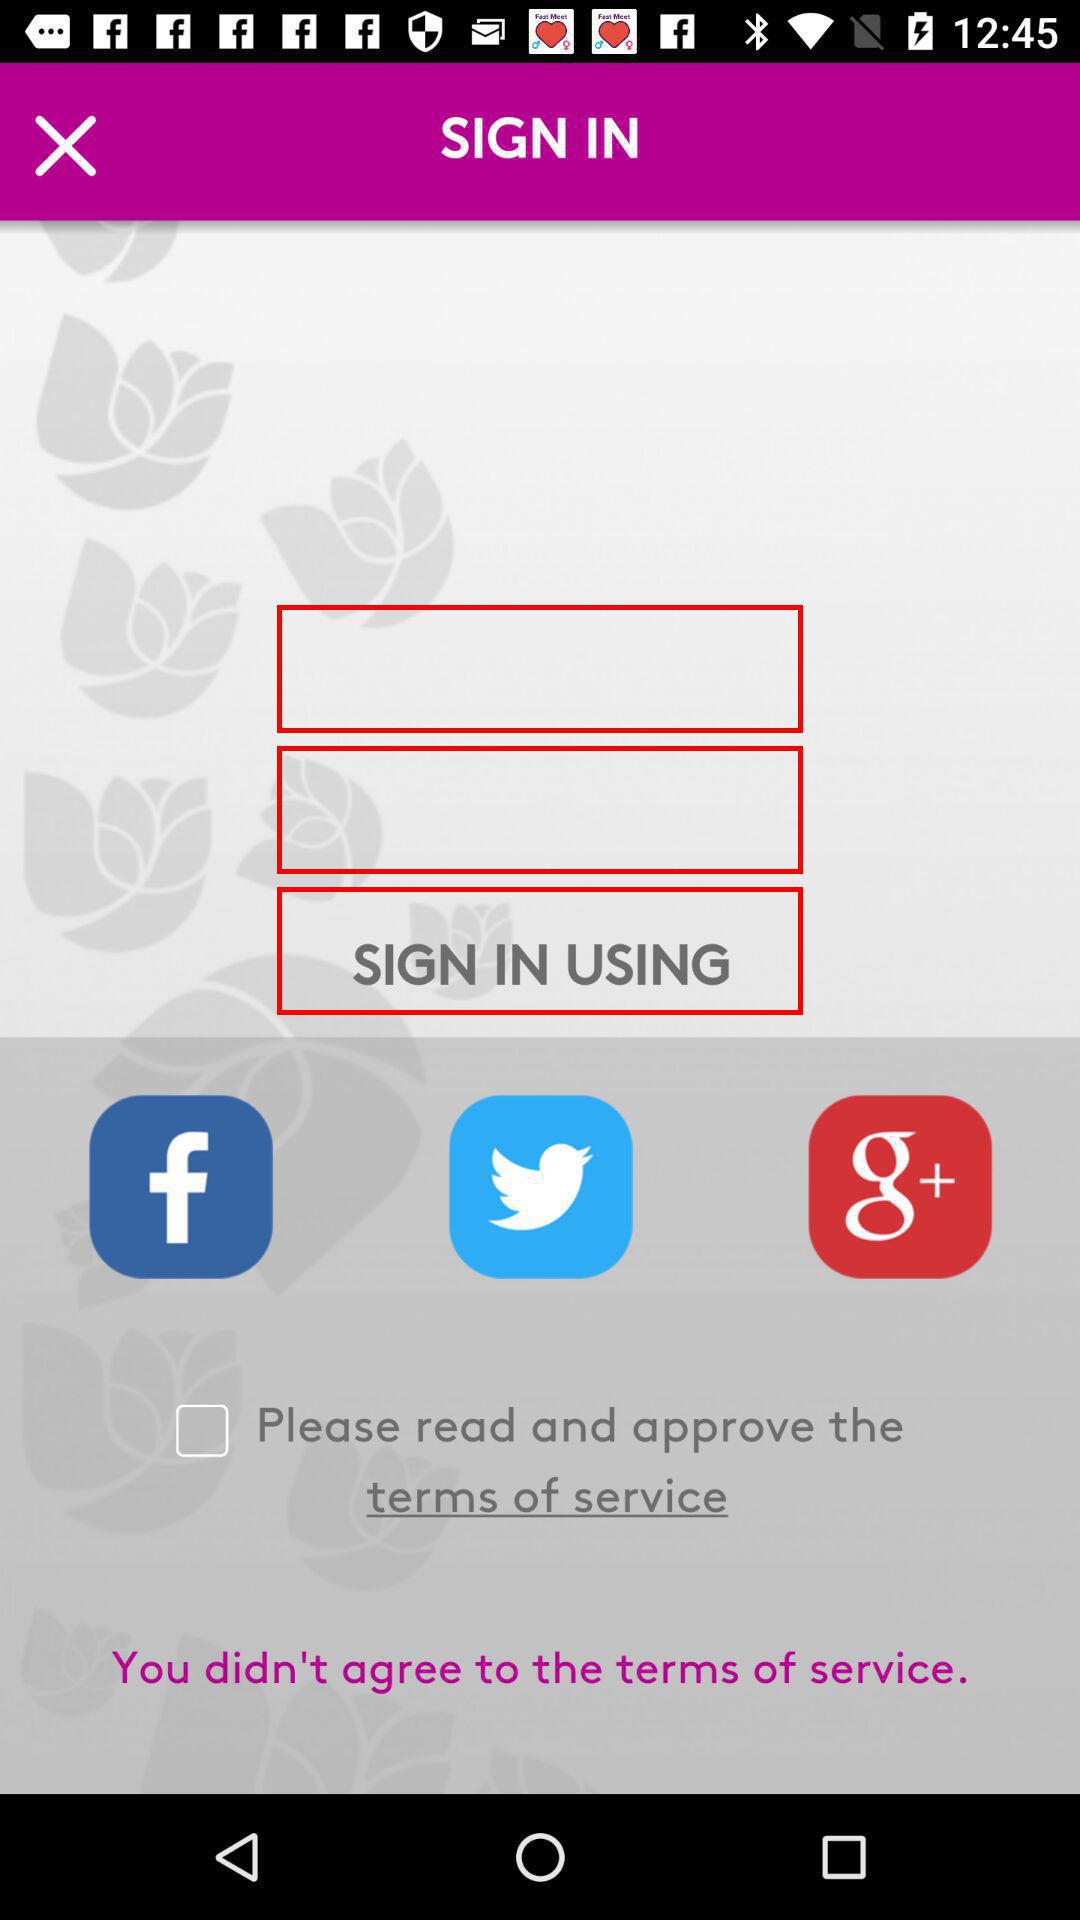 12:45
SIGN IN
SIGN IN USING
f
g+
Please read and approve the
terms of service
You didn't agree to the terms of service.